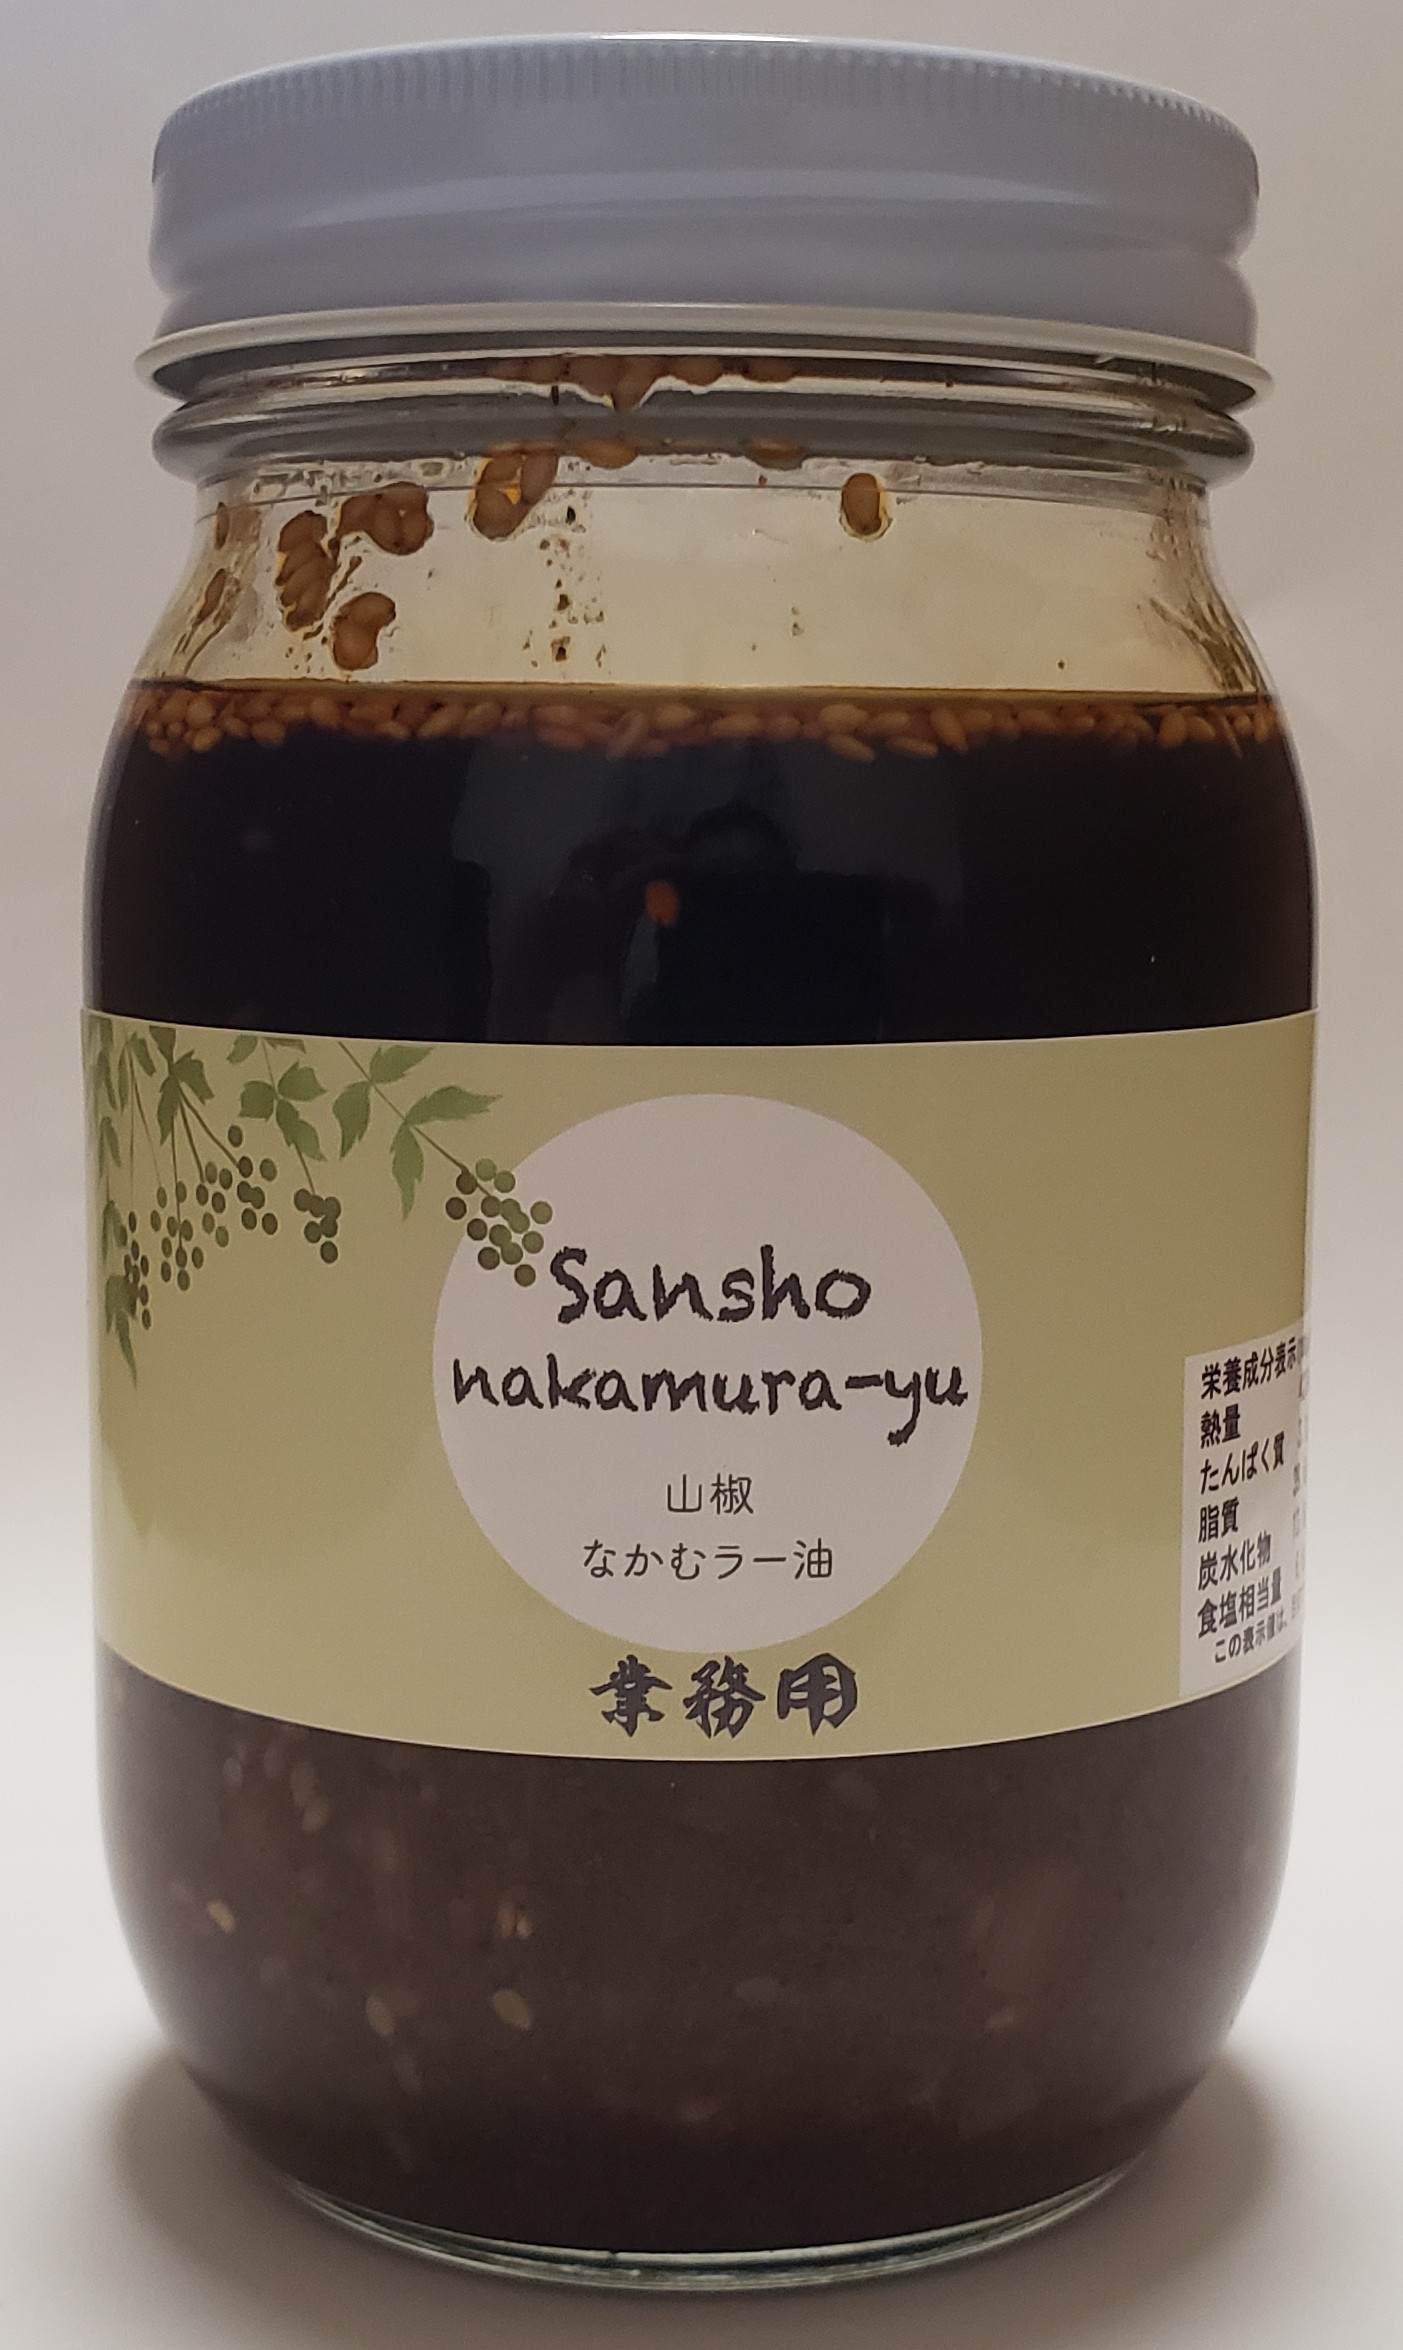 Sansho
nakamura-yu
山椒
なかむラー油
業務用
栄養成分表示
熱量
たんぱく質
脂質
炭水化物
食塩相当量
この表示値は、